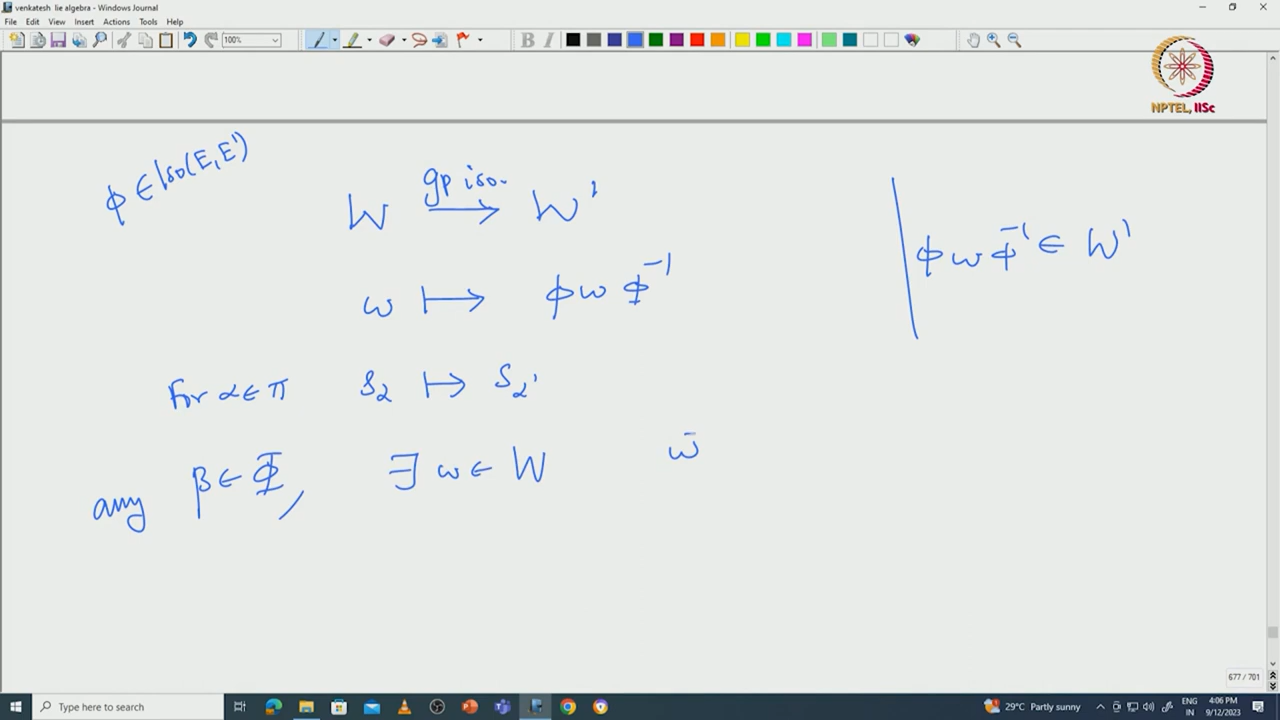 venkatesh lie algebra - Windows Journal
File Edit View Insert Actions Tools Help
100%
B I
NPTEL, IISc
ϕ ∈ Iso(E, E')
W gp iso. → W'
ϕ w ϕ⁻¹ ∈ W'
w ↦ ϕ w ϕ⁻¹
For α ∈ π s_α ↦ s_α'
any β ∈ Φ, ∃ w ∈ W w̄
677 / 701
Type here to search
29°C Partly sunny
ENG
IN
4:06 PM
9/12/2023